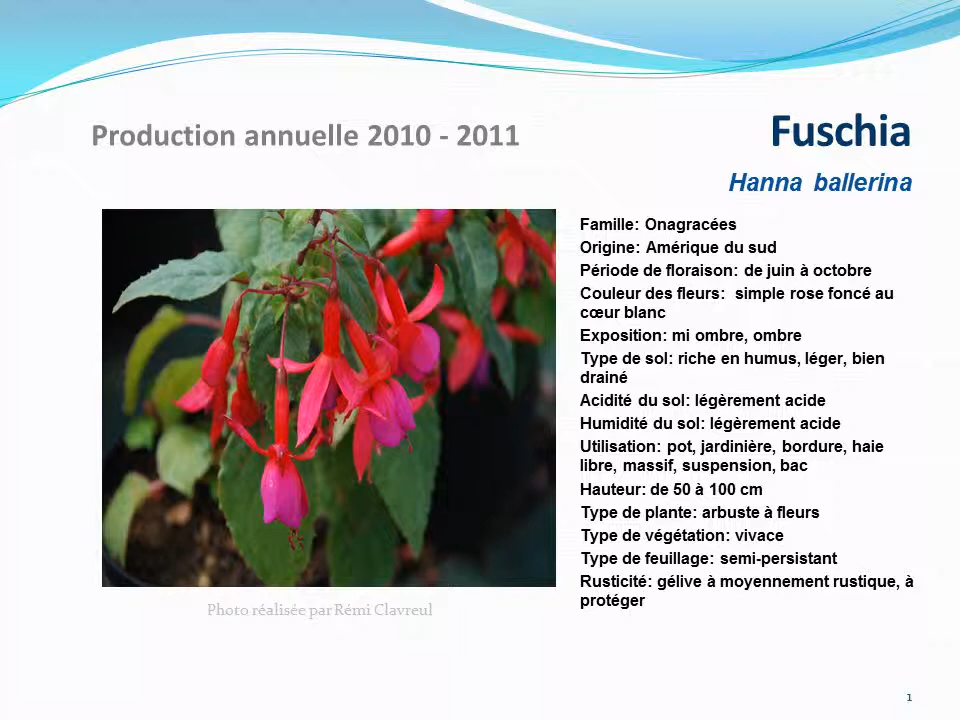 Production annuelle 2010 - 2011
Fuschia
Hanna ballerina
Famille: Onagracées
Origine: Amérique du sud
Période de floraison: de juin à octobre
Couleur des fleurs: simple rose foncé au
cœur blanc
Exposition: mi ombre, ombre
Type de sol: riche en humus, léger, bien
drainé
Acidité du sol: légèrement acide
Humidité du sol: légèrement acide
Utilisation: pot, jardinière, bordure, haie
libre, massif, suspension, bac
Hauteur: de 50 à 100 cm
Type de plante: arbuste à fleurs
Type de végétation: vivace
Type de feuillage: semi-persistant
Rusticité: gélive à moyennement rustique, à
protéger
Photo réalisée par Rémi Clavreul
1